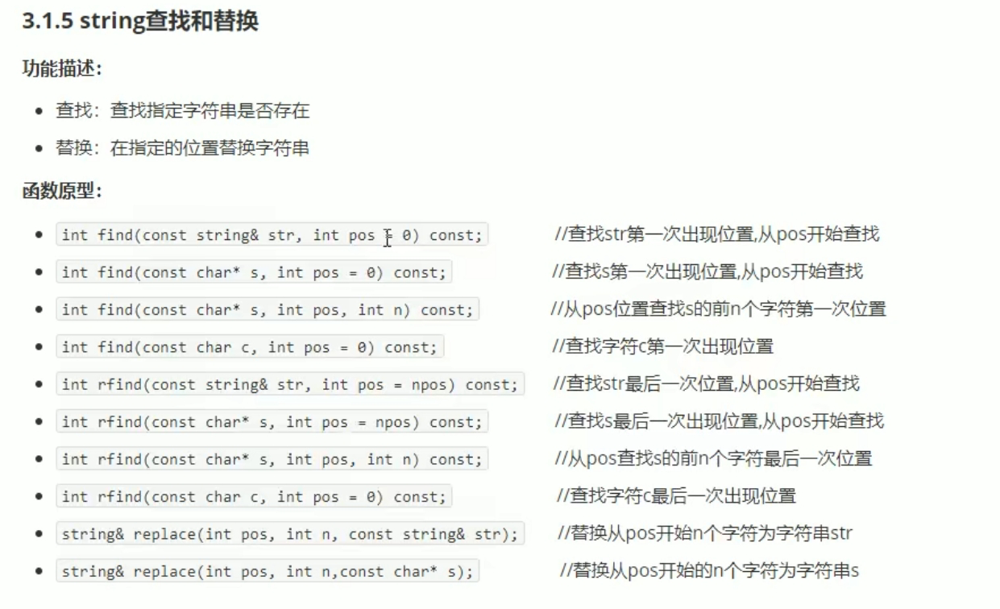 3.1.5 string查找和替换
功能描述：
查找：查找指定字符串是否存在
替换：在指定的位置替换字符串
函数原型：
int find(const string& str, int pos = 0) const; //查找str第一次出现位置,从pos开始查找
int find(const char* s, int pos = 0) const; //查找s第一次出现位置,从pos开始查找
int find(const char* s, int pos, int n) const; //从pos位置查找s的前n个字符第一次位置
int find(const char c, int pos = 0) const; //查找字符c第一次出现位置
int rfind(const string& str, int pos = npos) const; //查找str最后一次位置,从pos开始查找
int rfind(const char* s, int pos = npos) const; //查找s最后一次出现位置,从pos开始查找
int rfind(const char* s, int pos, int n) const; //从pos查找s的前n个字符最后一次位置
int rfind(const char c, int pos = 0) const; //查找字符c最后一次出现位置
string& replace(int pos, int n, const string& str); //替换从pos开始n个字符为字符串str
string& replace(int pos, int n,const char* s); //替换从pos开始的n个字符为字符串s